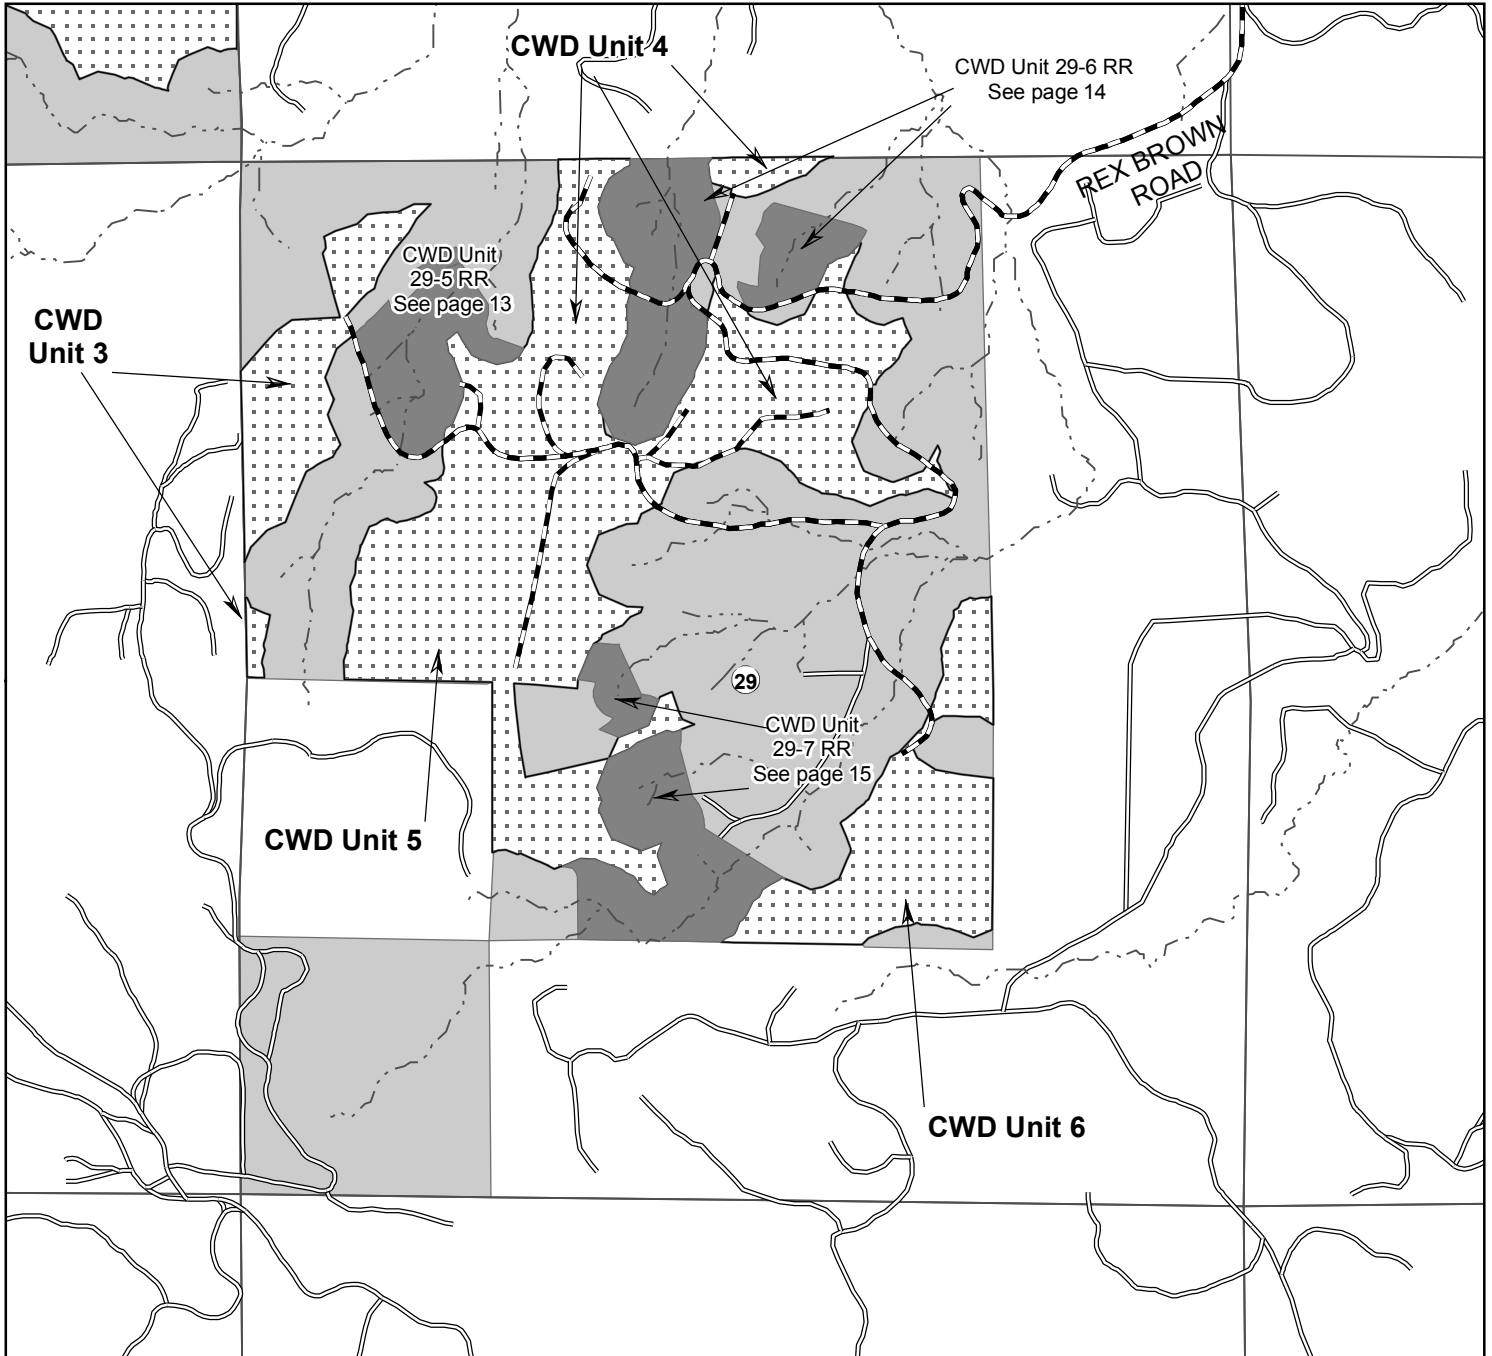 CWD Unit 4
CWD Unit 29-6 RR
See page 14
REX BROWN
ROAD
CWD Unit
29-5 RR
See page 13
CWD
Unit 3
29
CWD Unit
29-7 RR
See page 15
CWD Unit 5
CWD Unit 6